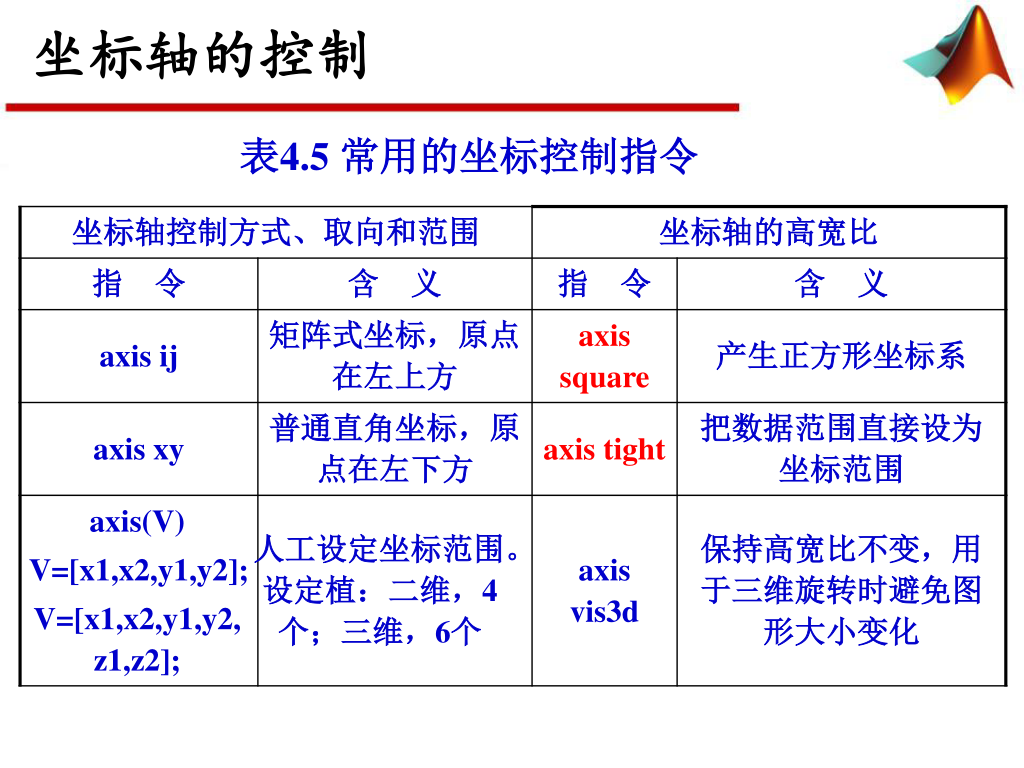 坐标轴的控制
表4.5 常用的坐标控制指令
坐标轴控制方式、取向和范围
坐标轴的高宽比
指 令
含 义
指 令
含 义
axis ij
矩阵式坐标，原点
在左上方
axis
square
产生正方形坐标系
axis xy
普通直角坐标，原
点在左下方
axis tight
把数据范围直接设为
坐标范围
axis(V)
V=[x1,x2,y1,y2];
V=[x1,x2,y1,y2,
z1,z2];
人工设定坐标范围。
设定植：二维，4
个；三维，6个
axis
vis3d
保持高宽比不变，用
于三维旋转时避免图
形大小变化